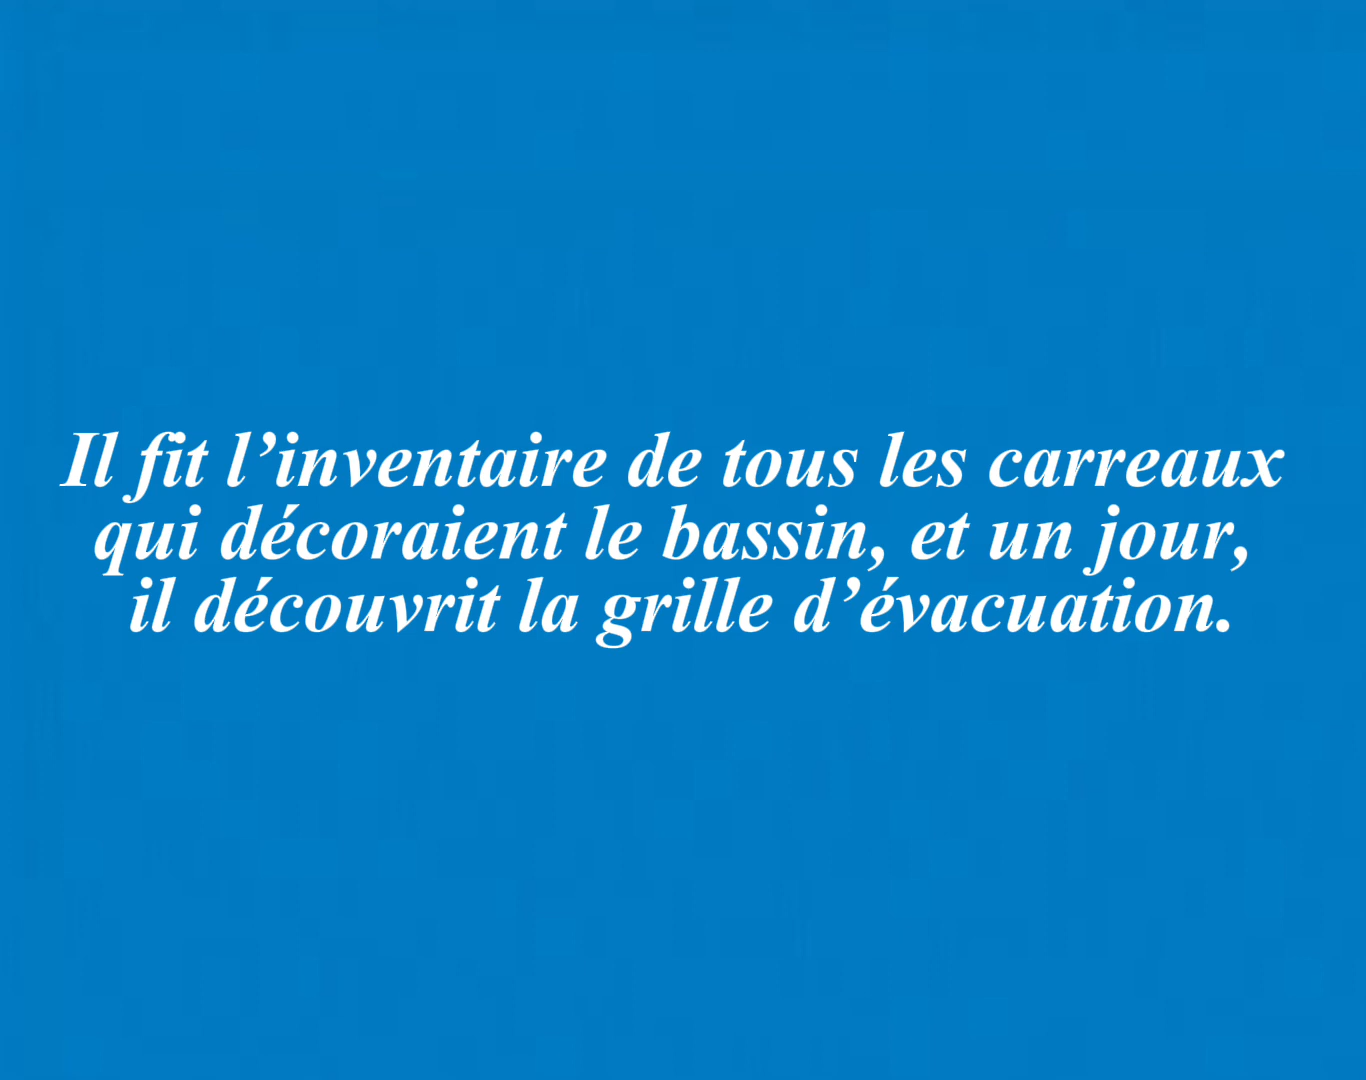 Il fit l’inventaire de tous les carreaux
qui décoraient le bassin, et un jour,
il découvrit la grille d’évacuation.